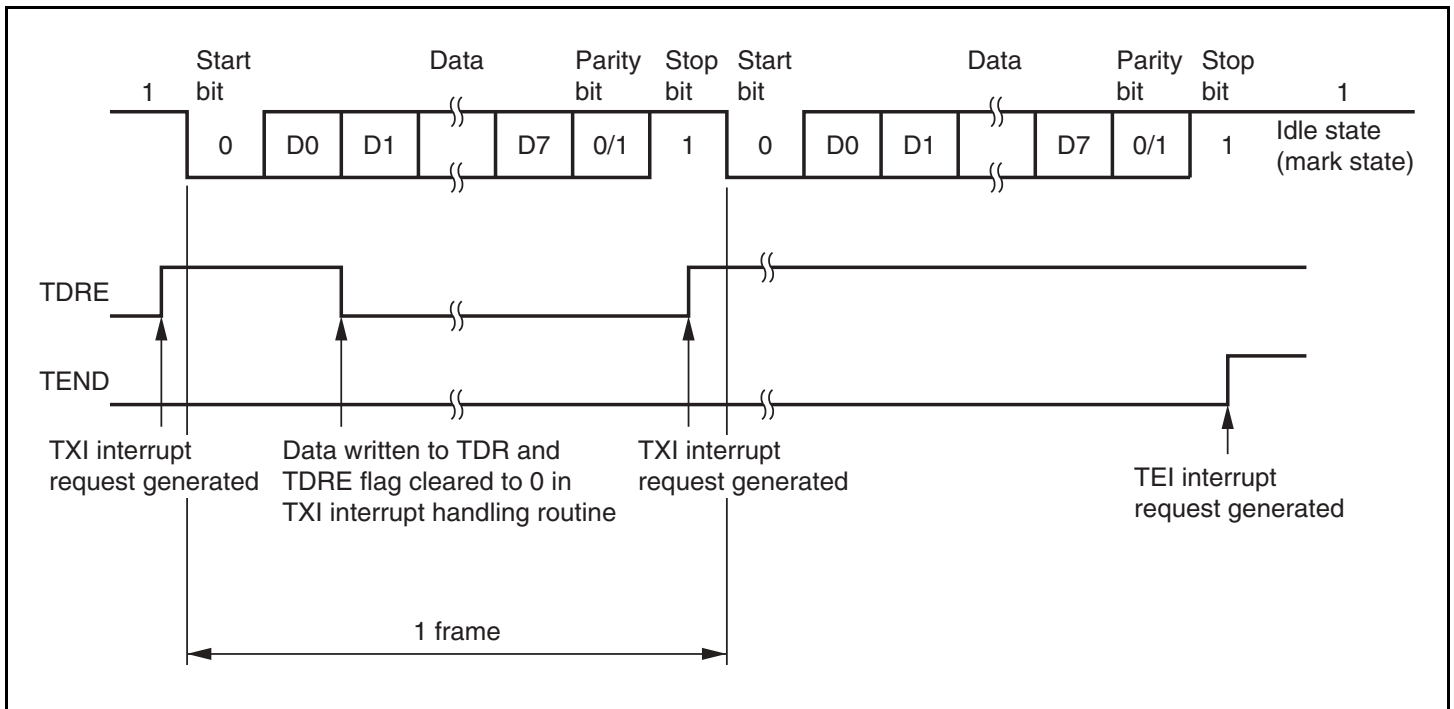 Start bit
Data
Parity bit
Stop bit
Start bit
Data
Parity bit
Stop bit
1
1
0
D0
D1
D7
0/1
1
0
D0
D1
D7
0/1
1
Idle state
(mark state)
TDRE
TEND
TXI interrupt
request generated
Data written to TDR and
TDRE flag cleared to 0 in
TXI interrupt handling routine
TXI interrupt
request generated
TEI interrupt
request generated
1 frame